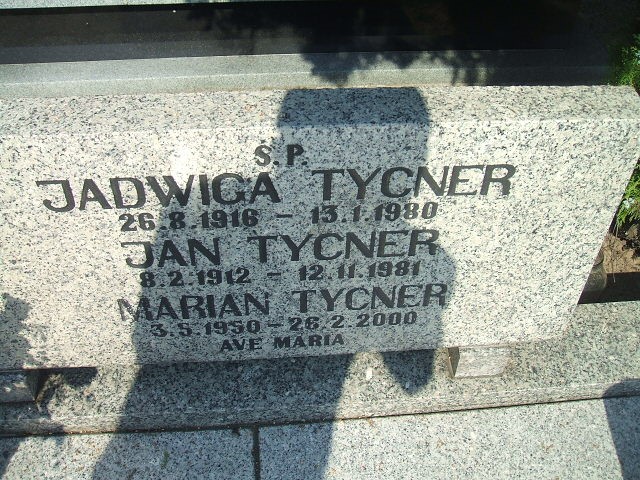 Ś.P.
JADWIGA TYCNER
26.8.1916 - 13.1.1980
JAN TYCNER
8.2.1912 - 12.11.1981
MARIAN TYCNER
3.5.1950 - 26.2.2000
AVE MARIA